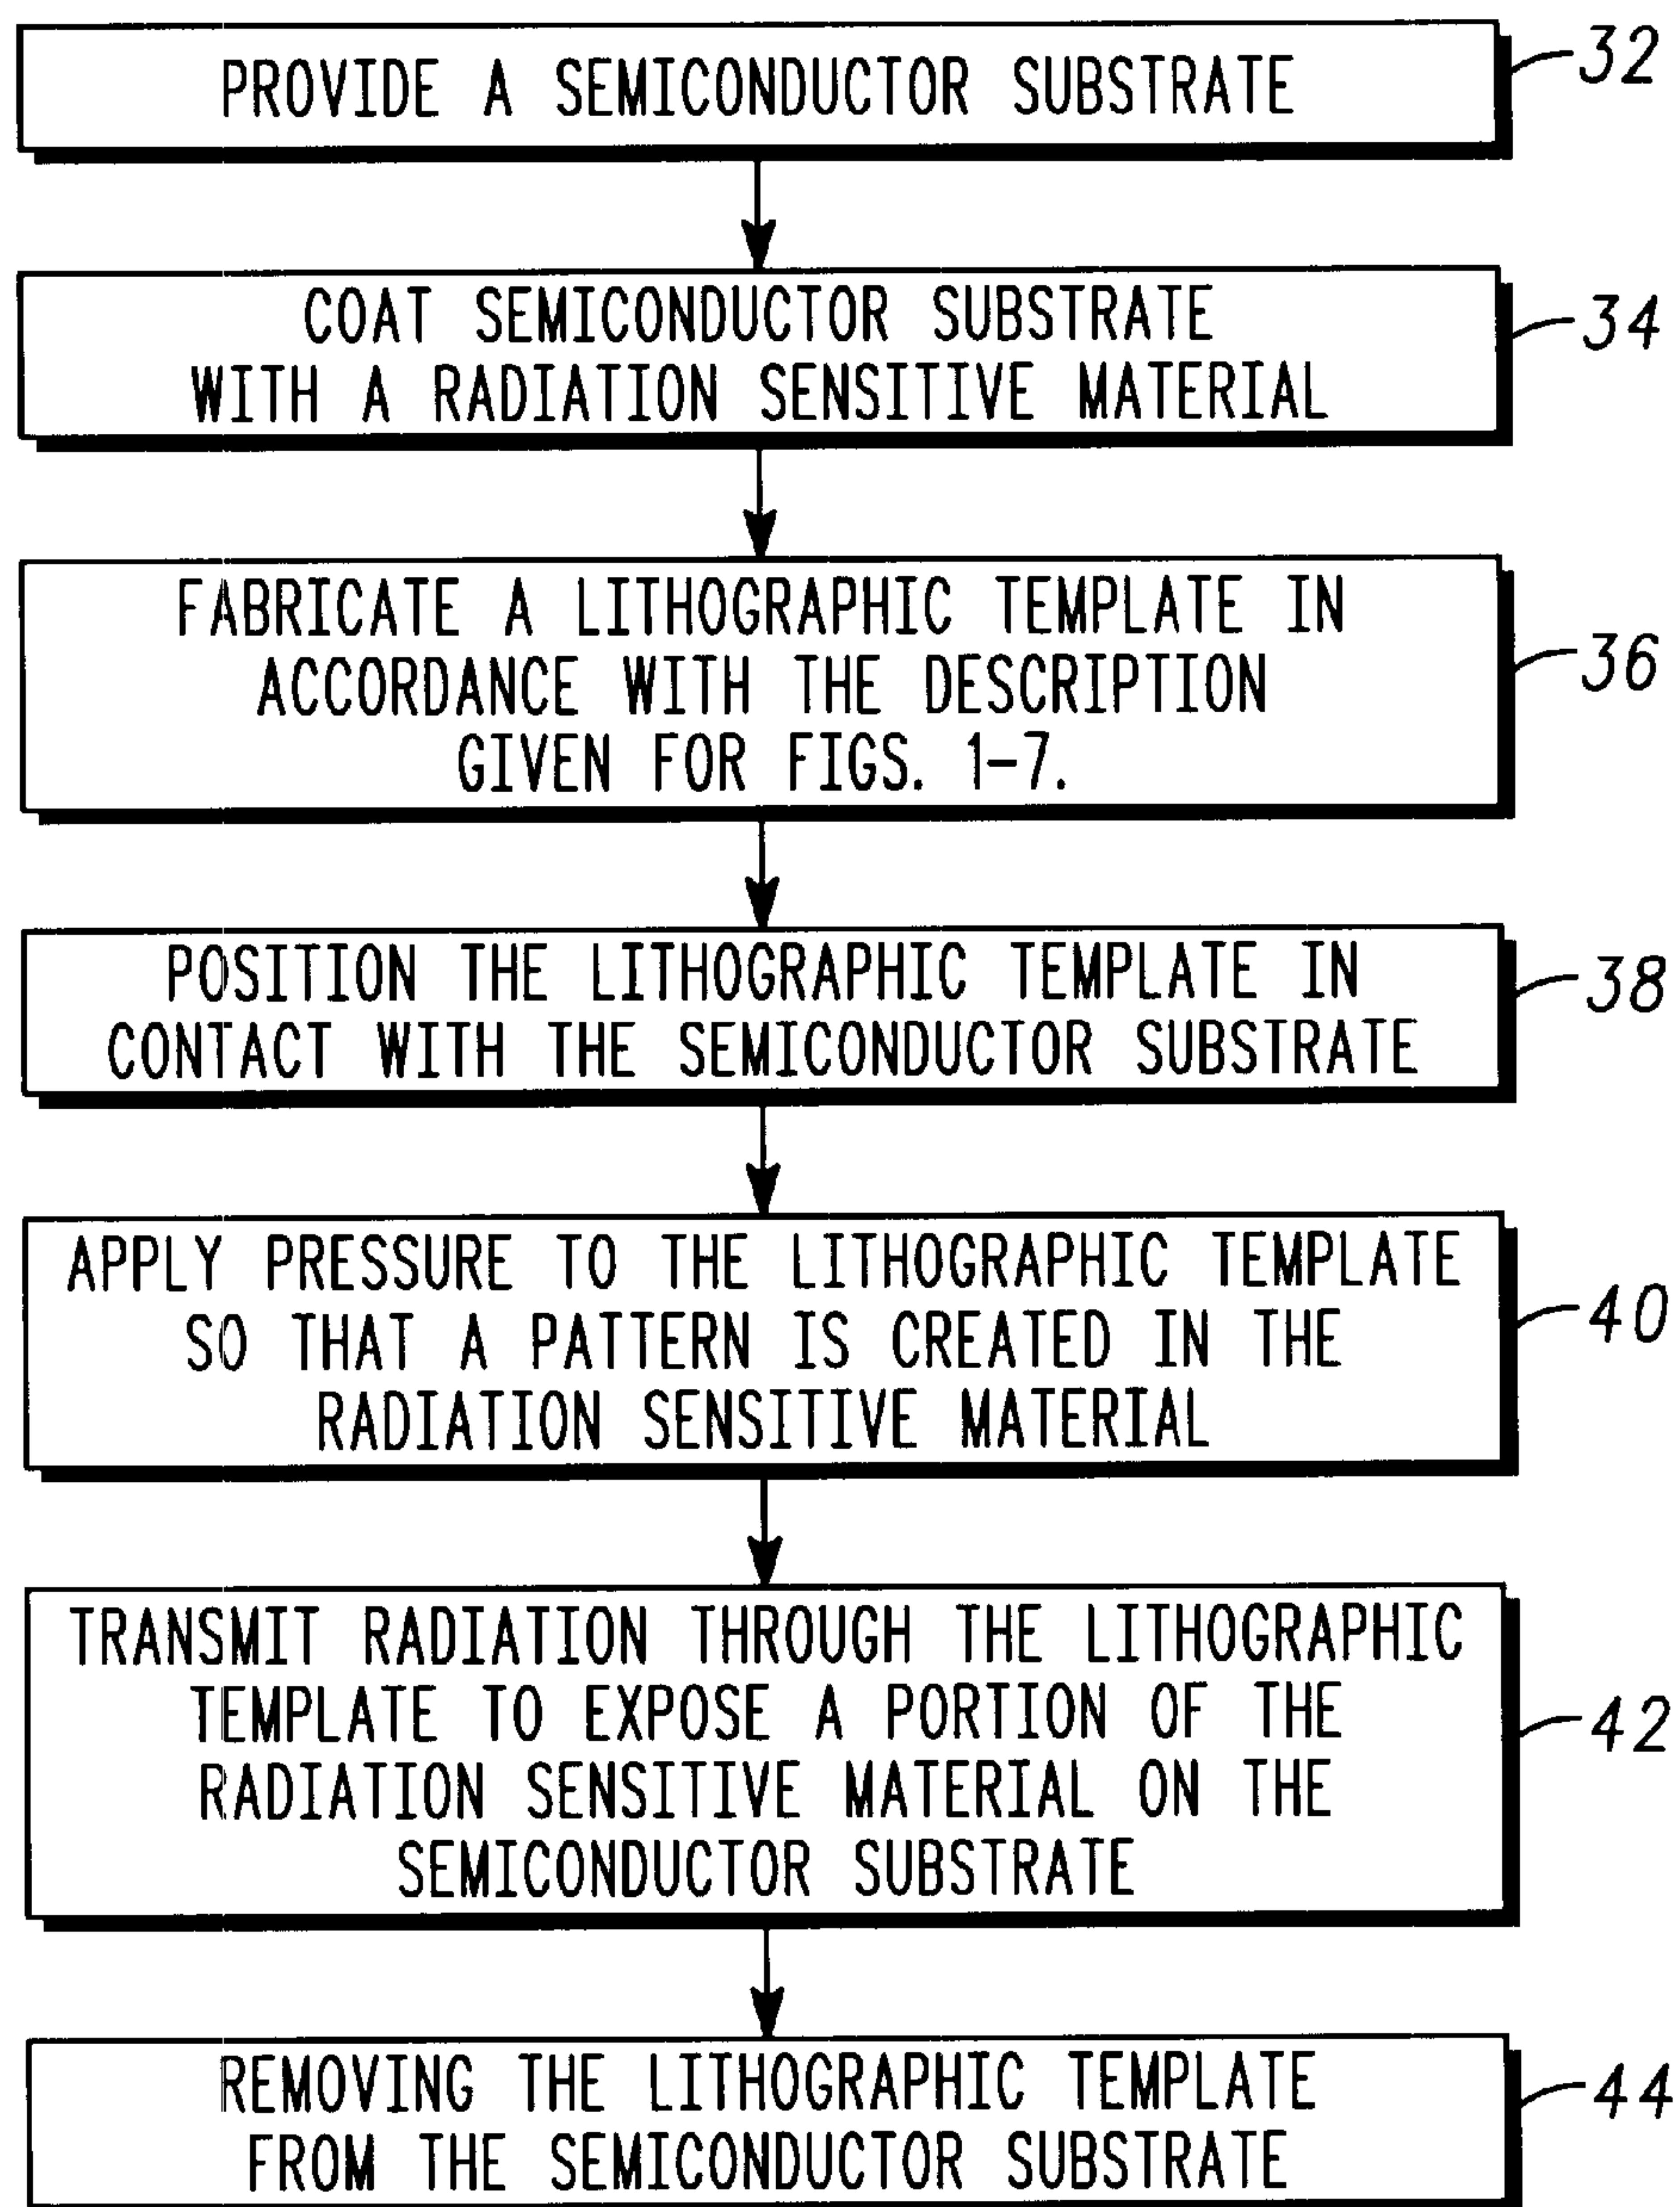 PROVIDE A SEMICONDUCTOR SUBSTRATE
32
COAT SEMICONDUCTOR SUBSTRATE
WITH A RADIATION SENSITIVE MATERIAL
34
FABRICATE A LITHOGRAPHIC TEMPLATE IN
ACCORDANCE WITH THE DESCRIPTION
GIVEN FOR FIGS. 1-7.
36
POSITION THE LITHOGRAPHIC TEMPLATE IN
CONTACT WITH THE SEMICONDUCTOR SUBSTRATE
38
APPLY PRESSURE TO THE LITHOGRAPHIC TEMPLATE
SO THAT A PATTERN IS CREATED IN THE
RADIATION SENSITIVE MATERIAL
40
TRANSMIT RADIATION THROUGH THE LITHOGRAPHIC
TEMPLATE TO EXPOSE A PORTION OF THE
RADIATION SENSITIVE MATERIAL ON THE
SEMICONDUCTOR SUBSTRATE
42
REMOVING THE LITHOGRAPHIC TEMPLATE
FROM THE SEMICONDUCTOR SUBSTRATE
44